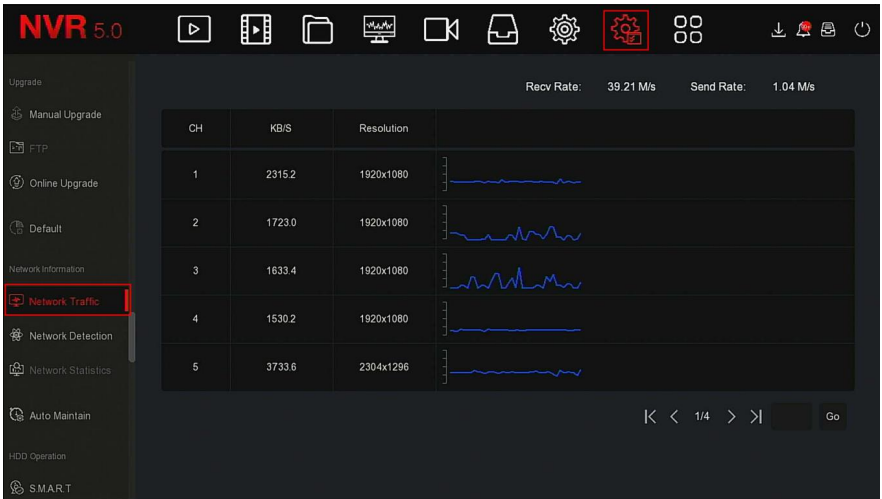 NVR 5.0
Upgrade
Manual Upgrade
FTP
Online Upgrade
Default
Network Information
Network Traffic
Network Detection
Network Statistics
Auto Maintain
HDD Operation
S.M.A.R.T
Recv Rate: 39.21 M/s Send Rate: 1.04 M/s
CH KB/S Resolution
1 2315.2 1920x1080
2 1723.0 1920x1080
3 1633.4 1920x1080
4 1530.2 1920x1080
5 3733.6 2304x1296
1/4 Go